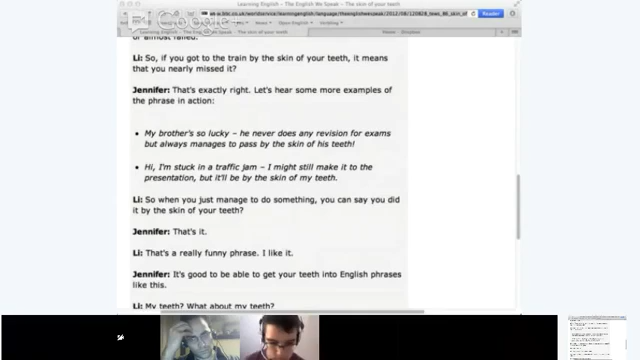 Learning English – The English We Speak – The skin of your teeth
Reader
Google+
or almost failed.
Li: So, if you got to the train by the skin of your teeth, it means
that you nearly missed it?
Jennifer: That's exactly right. Let's hear some more examples of
the phrase in action:
• My brother's so lucky – he never does any revision for exams
but always manages to pass by the skin of his teeth!
• Hi, I'm stuck in a traffic jam – I might still make it to the
presentation, but it'll be by the skin of my teeth.
Li: So when you just manage to do something, you can say you did
it by the skin of your teeth?
Jennifer: That's it.
Li: That's a really funny phrase. I like it.
Jennifer: It's good to be able to get your teeth into English phrases
like this.
Li: My teeth? What about my teeth?